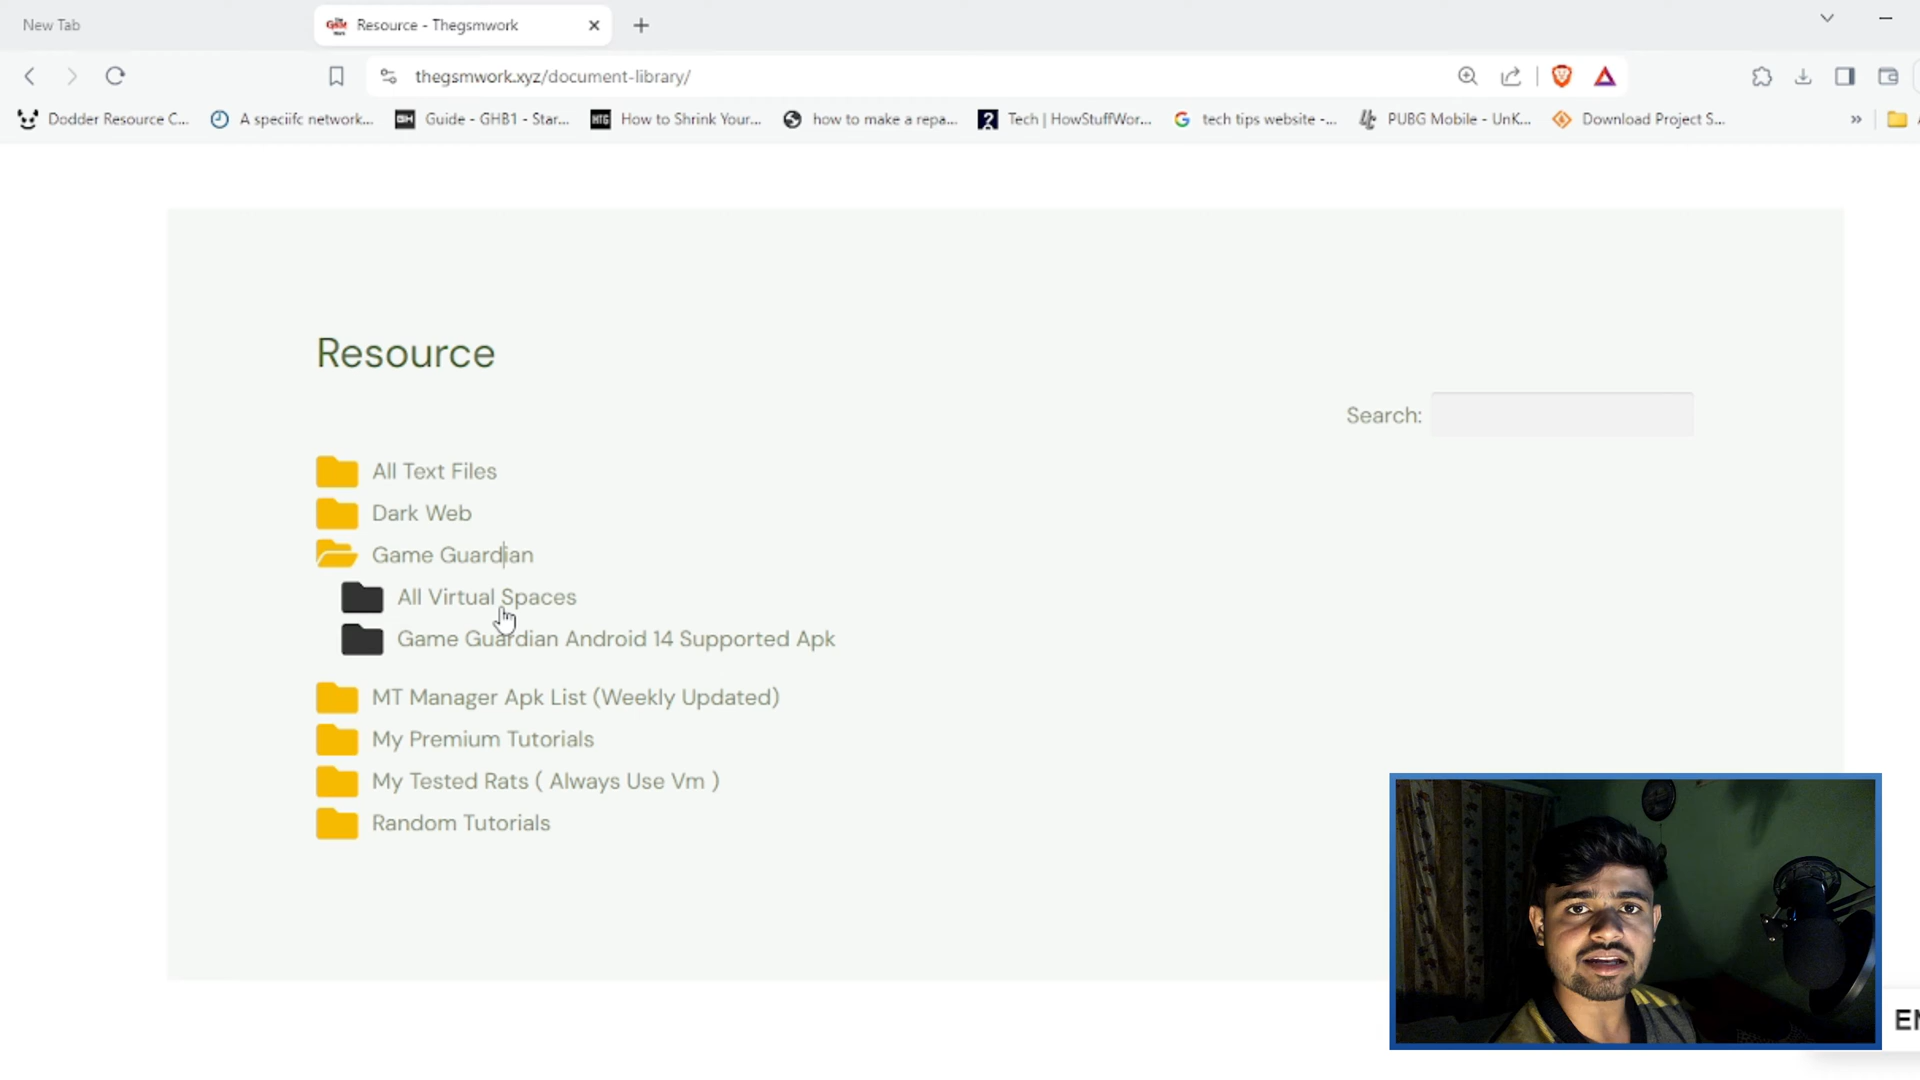 New Tab
Resource - Thegsmwork
thegsmwork.xyz/document-library/
Dodder Resource C...
A speciifc network...
Guide - GHB1 - Star...
HTG
How to Shrink Your...
how to make a repa...
Tech | HowStuffWor...
tech tips website -...
PUBG Mobile - UnK...
Download Project S...
Resource
Search:
All Text Files
Dark Web
Game Guardian
All Virtual Spaces
Game Guardian Android 14 Supported Apk
MT Manager Apk List (Weekly Updated)
My Premium Tutorials
My Tested Rats ( Always Use Vm )
Random Tutorials